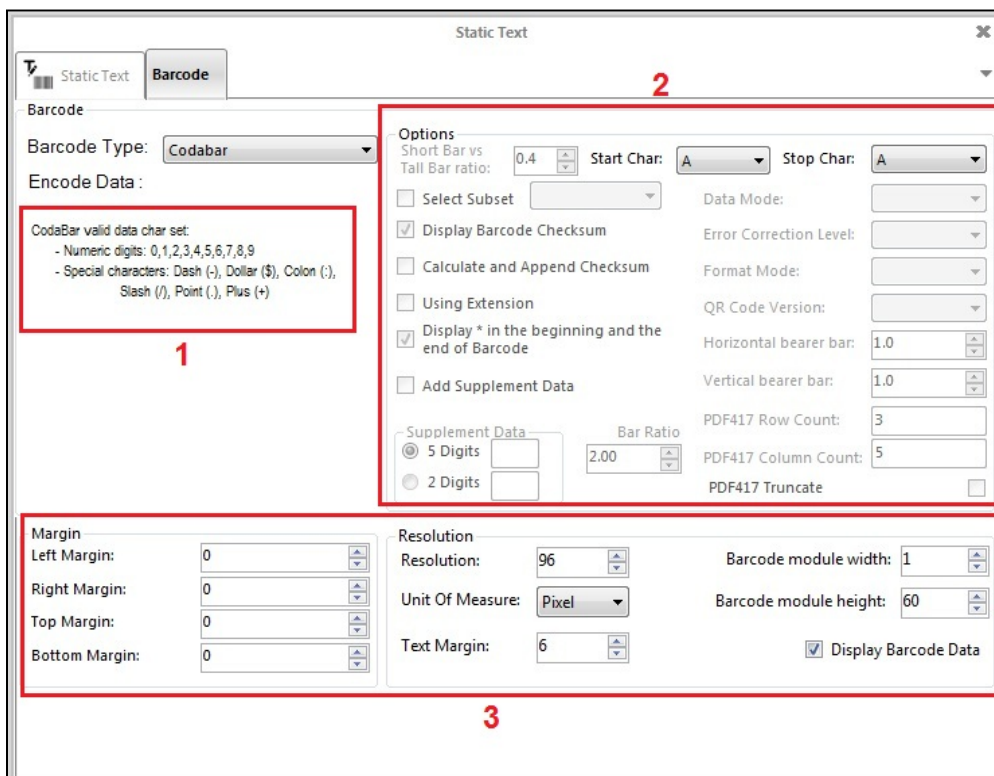 Static Text
Static Text Barcode
2
Barcode
Barcode Type: Codabar
Encode Data :
CodaBar valid data char set:
- Numeric digits: 0,1,2,3,4,5,6,7,8,9
- Special characters: Dash (-), Dollar ($), Colon (:),
Slash (/), Point (.), Plus (+)
1
Options
Short Bar vs
Tall Bar ratio: 0.4 Start Char: A Stop Char: A
Select Subset Data Mode:
Display Barcode Checksum Error Correction Level:
Calculate and Append Checksum Format Mode:
Using Extension QR Code Version:
Display * in the beginning and the
end of Barcode
Horizontal bearer bar: 1.0
Add Supplement Data Vertical bearer bar: 1.0
Supplement Data Bar Ratio PDF417 Row Count: 3
5 Digits 2.00 PDF417 Column Count: 5
2 Digits PDF417 Truncate
Margin
Left Margin: 0
Right Margin: 0
Top Margin: 0
Bottom Margin: 0
Resolution
Resolution: 96 Barcode module width: 1
Unit Of Measure: Pixel Barcode module height: 60
Text Margin: 6 Display Barcode Data
3